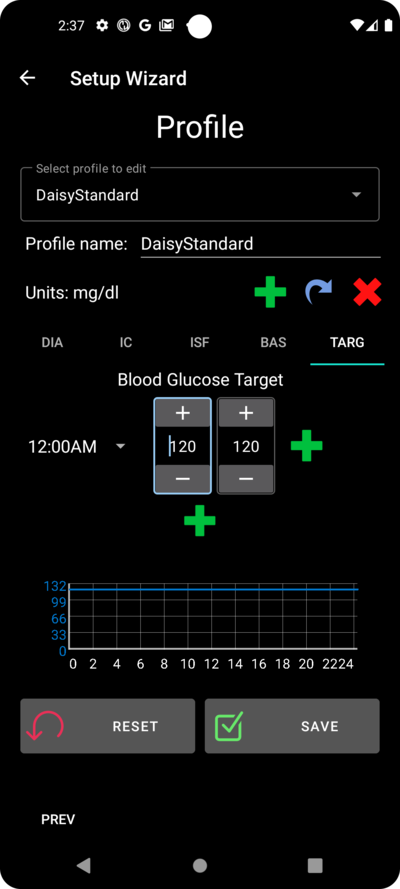 2:37
Setup Wizard
Profile
Select profile to edit
DaisyStandard
Profile name: DaisyStandard
Units: mg/dl
DIA IC ISF BAS TARG
Blood Glucose Target
+ +
12:00AM 120 120
− −
132
99
66
33
0
0 2 4 6 8 10 12 14 16 18 20 22 24
RESET SAVE
PREV